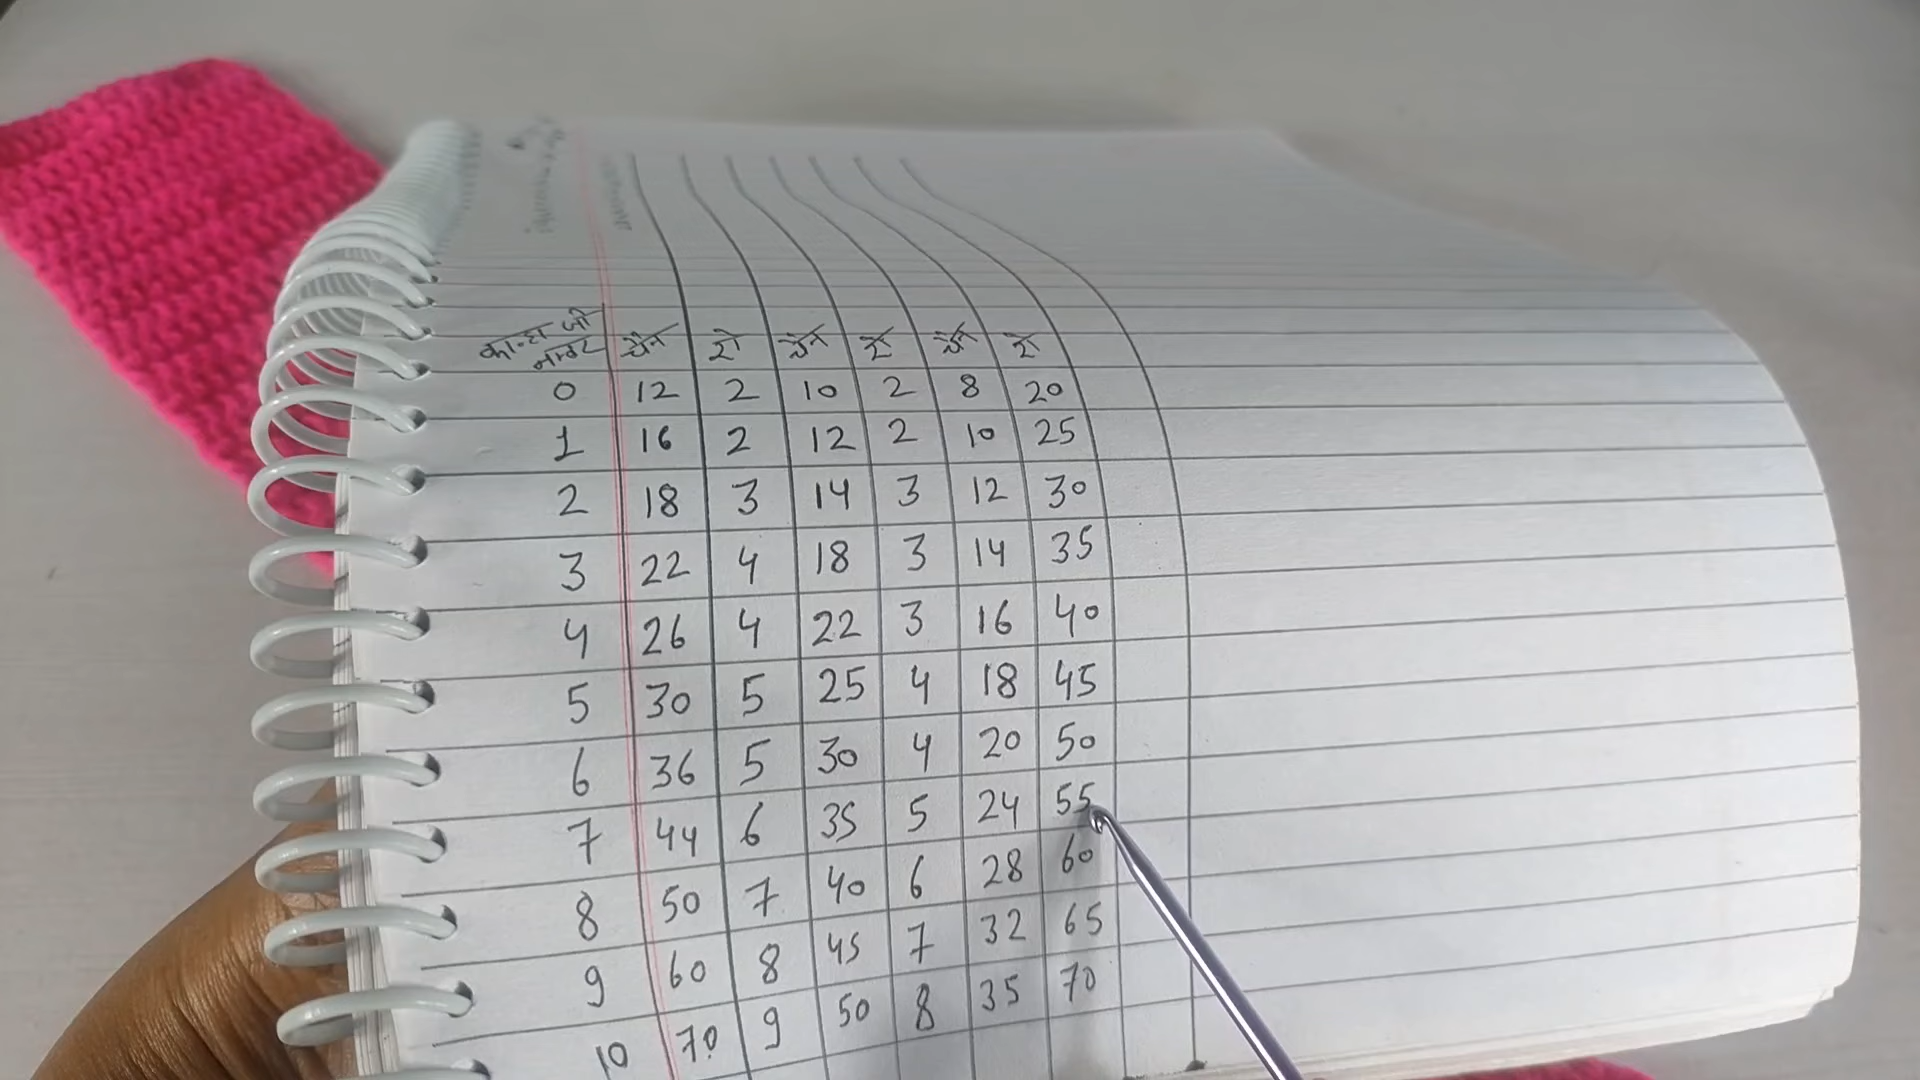 कान्हा जी
नम्बर चैन रो चैन रो चैन रो
0 12 2 10 2 8 20
1 16 2 12 2 10 25
2 18 3 14 3 12 30
3 22 4 18 3 14 35
4 26 4 22 3 16 40
5 30 5 25 4 18 45
6 36 5 30 4 20 50
7 44 6 35 5 24 55
8 50 7 40 6 28 60
9 60 8 45 7 32 65
10 70 9 50 8 35 70